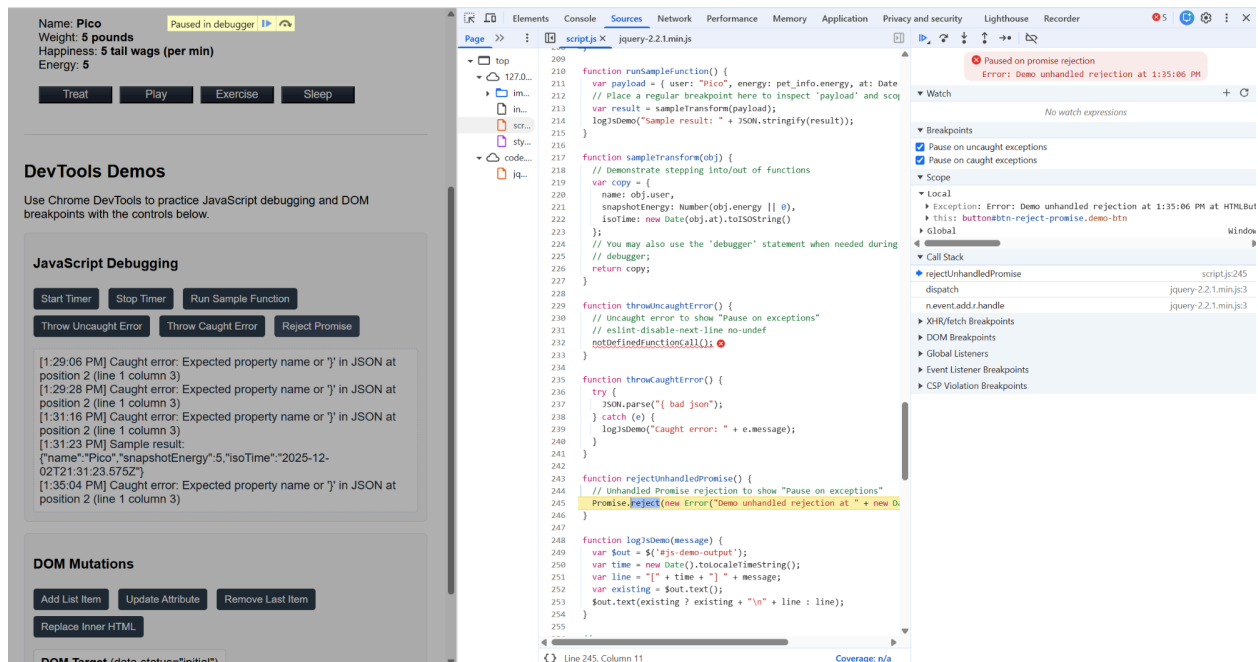 Name: Pico
Weight: 5 pounds
Happiness: 5 tail wags (per min)
Energy: 5
Paused in debugger
Treat
Play
Exercise
Sleep
DevTools Demos
Use Chrome DevTools to practice JavaScript debugging and DOM
breakpoints with the controls below.
JavaScript Debugging
Start Timer
Stop Timer
Run Sample Function
Throw Uncaught Error
Throw Caught Error
Reject Promise
[1:29:06 PM] Caught error: Expected property name or '}' in JSON at
position 2 (line 1 column 3)
[1:29:28 PM] Caught error: Expected property name or '}' in JSON at
position 2 (line 1 column 3)
[1:31:16 PM] Caught error: Expected property name or '}' in JSON at
position 2 (line 1 column 3)
[1:31:23 PM] Sample result:
{"name":"Pico","snapshotEnergy":5,"isoTime":"2025-12-
02T21:31:23.575Z"}
[1:35:04 PM] Caught error: Expected property name or '}' in JSON at
position 2 (line 1 column 3)
DOM Mutations
Add List Item
Update Attribute
Remove Last Item
Replace Inner HTML
DOM Target (data-status="initial")
Elements Console Sources Network Performance Memory Application Privacy and security Lighthouse Recorder 5
Page
script.js
jquery-2.2.1.min.js
top
127.0...
im...
in...
scr...
sty...
code....
jq...
209
210 function runSampleFunction() {
211 var payload = { user: "Pico", energy: pet_info.energy, at: Date
212 // Place a regular breakpoint here to inspect 'payload' and scop
213 var result = sampleTransform(payload);
214 logJsDemo("Sample result: " + JSON.stringify(result));
215 }
216
217 function sampleTransform(obj) {
218 // Demonstrate stepping into/out of functions
219 var copy = {
220 name: obj.user,
221 snapshotEnergy: Number(obj.energy || 0),
222 isoTime: new Date(obj.at).toISOString()
223 };
224 // You may also use the 'debugger' statement when needed during
225 // debugger;
226 return copy;
227 }
228
229 function throwUncaughtError() {
230 // Uncaught error to show "Pause on exceptions"
231 // eslint-disable-next-line no-undef
232 notDefinedFunctionCall();
233 }
234
235 function throwCaughtError() {
236 try {
237 JSON.parse("{ bad json");
238 } catch (e) {
239 logJsDemo("Caught error: " + e.message);
240 }
241 }
242
243 function rejectUnhandledPromise() {
244 // Unhandled Promise rejection to show "Pause on exceptions"
245 Promise.reject(new Error("Demo unhandled rejection at " + new Da
246 }
247
248 function logJsDemo(message) {
249 var $out = $('#js-demo-output');
250 var time = new Date().toLocaleTimeString();
251 var line = "[" + time + "] " + message;
252 var existing = $out.text();
253 $out.text(existing ? existing + "\n" + line : line);
254 }
255
{} Line 245, Column 11
Coverage: n/a
Paused on promise rejection
Error: Demo unhandled rejection at 1:35:06 PM
Watch
No watch expressions
Breakpoints
Pause on uncaught exceptions
Pause on caught exceptions
Scope
Local
Exception: Error: Demo unhandled rejection at 1:35:06 PM at HTMLBut
this: button#btn-reject-promise.demo-btn
Global Window
Call Stack
rejectUnhandledPromise script.js:245
dispatch jquery-2.2.1.min.js:3
n.event.add.r.handle jquery-2.2.1.min.js:3
XHR/fetch Breakpoints
DOM Breakpoints
Global Listeners
Event Listener Breakpoints
CSP Violation Breakpoints